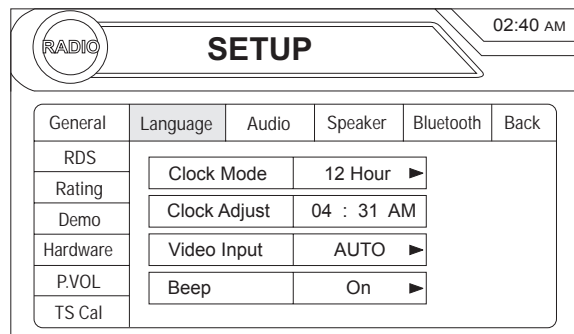 RADIO
SETUP
02:40 AM
General Language Audio Speaker Bluetooth Back
RDS
Rating
Demo
Hardware
P.VOL
TS Cal
Clock Mode 12 Hour ►
Clock Adjust 04 : 31 AM
Video Input AUTO ►
Beep On ►